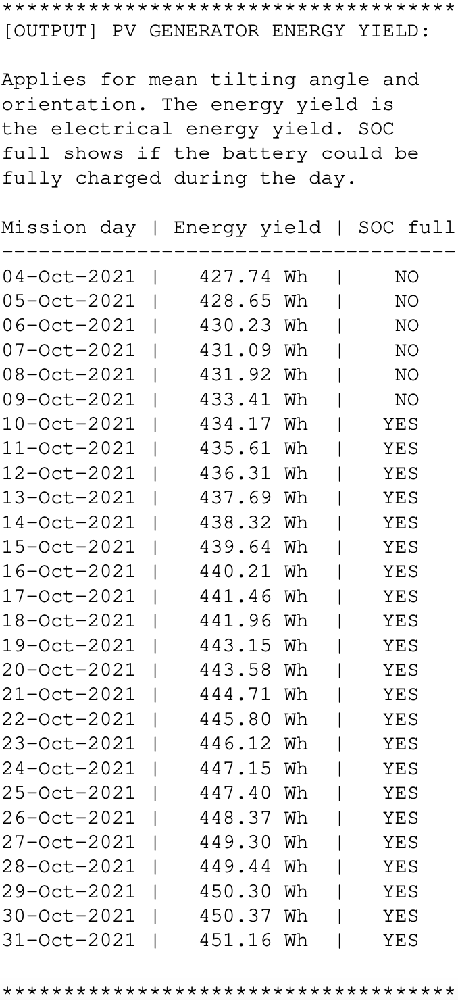 *************************************
[OUTPUT] PV GENERATOR ENERGY YIELD:
Applies for mean tilting angle and
orientation. The energy yield is
the electrical energy yield. SOC
full shows if the battery could be
fully charged during the day.
Mission day | Energy yield | SOC full
-------------------------------------
04-Oct-2021 |   427.74 Wh  |    NO
05-Oct-2021 |   428.65 Wh  |    NO
06-Oct-2021 |   430.23 Wh  |    NO
07-Oct-2021 |   431.09 Wh  |    NO
08-Oct-2021 |   431.92 Wh  |    NO
09-Oct-2021 |   433.41 Wh  |    NO
10-Oct-2021 |   434.17 Wh  |   YES
11-Oct-2021 |   435.61 Wh  |   YES
12-Oct-2021 |   436.31 Wh  |   YES
13-Oct-2021 |   437.69 Wh  |   YES
14-Oct-2021 |   438.32 Wh  |   YES
15-Oct-2021 |   439.64 Wh  |   YES
16-Oct-2021 |   440.21 Wh  |   YES
17-Oct-2021 |   441.46 Wh  |   YES
18-Oct-2021 |   441.96 Wh  |   YES
19-Oct-2021 |   443.15 Wh  |   YES
20-Oct-2021 |   443.58 Wh  |   YES
21-Oct-2021 |   444.71 Wh  |   YES
22-Oct-2021 |   445.80 Wh  |   YES
23-Oct-2021 |   446.12 Wh  |   YES
24-Oct-2021 |   447.15 Wh  |   YES
25-Oct-2021 |   447.40 Wh  |   YES
26-Oct-2021 |   448.37 Wh  |   YES
27-Oct-2021 |   449.30 Wh  |   YES
28-Oct-2021 |   449.44 Wh  |   YES
29-Oct-2021 |   450.30 Wh  |   YES
30-Oct-2021 |   450.37 Wh  |   YES
31-Oct-2021 |   451.16 Wh  |   YES
*************************************